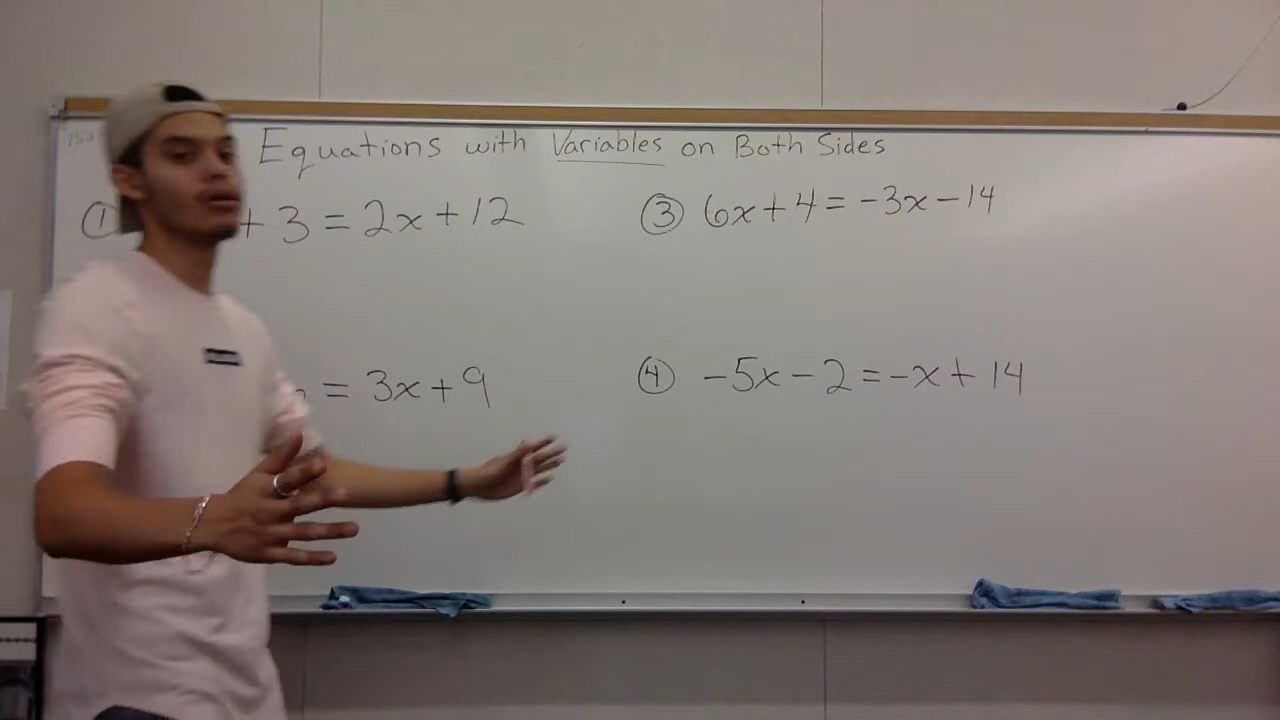 Equations with Variables on Both Sides
① + 3 = 2x + 12
= 3x + 9
③ 6x + 4 = -3x - 14
④ -5x - 2 = -x + 14